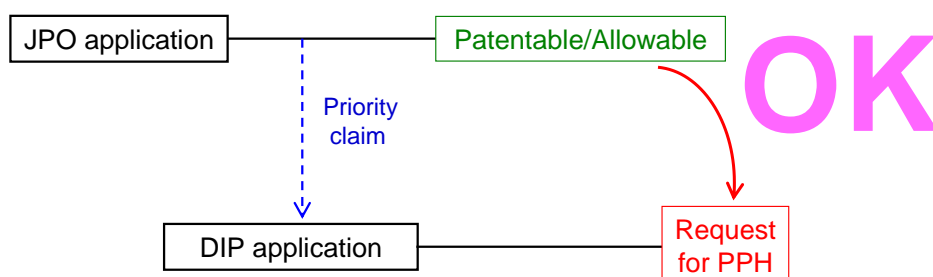 JPO application
Patentable/Allowable
OK
Priority
claim
DIP application
Request
for PPH